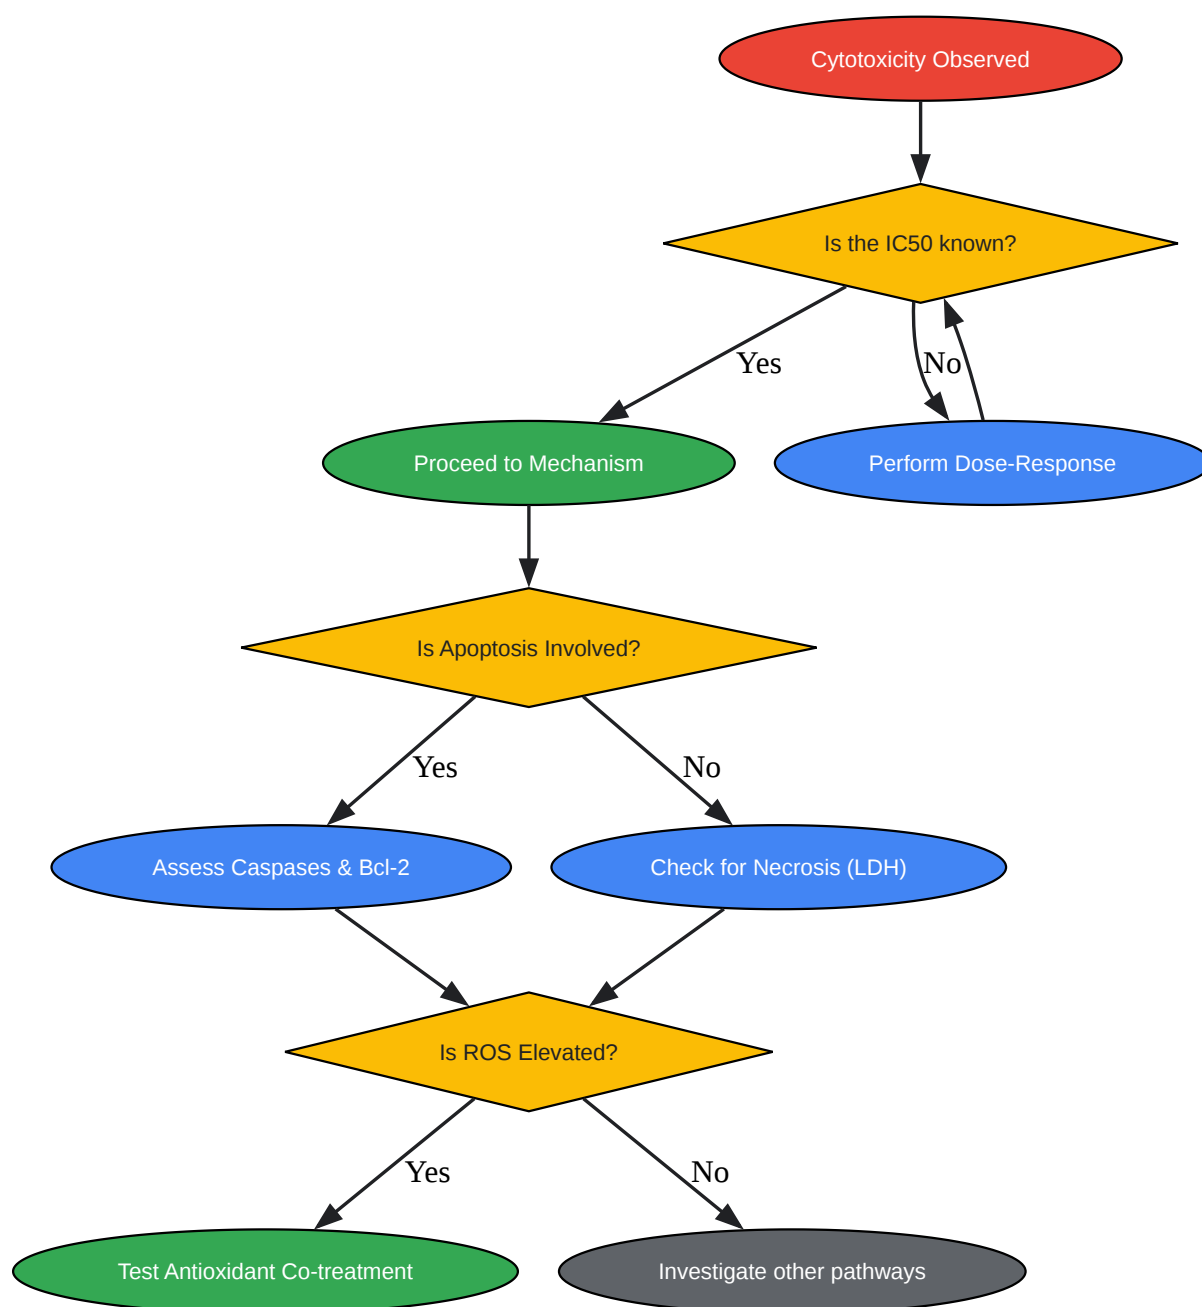 Cytotoxicity Observed
Is the IC50 known?
Yes
No
Proceed to Mechanism
Perform Dose-Response
Is Apoptosis Involved?
Yes
No
Assess Caspases & Bcl-2
Check for Necrosis (LDH)
Is ROS Elevated?
Yes
No
Test Antioxidant Co-treatment
Investigate other pathways